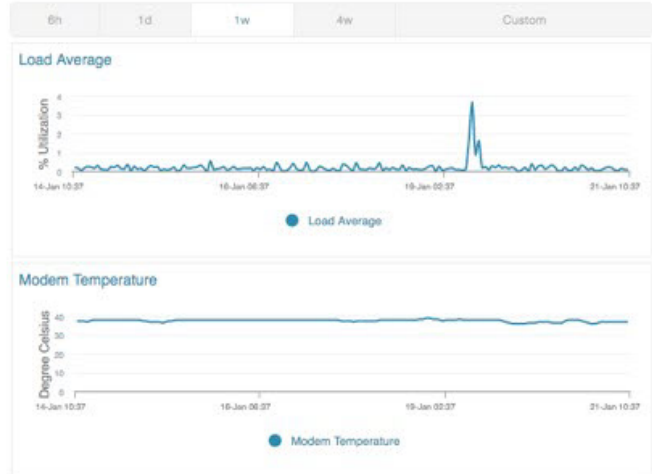 6h 1d 1w 4w Custom
Load Average
% Utilization
4
3
2
1
0
14-Jan 10:37 16-Jan 06:37 19-Jan 02:37 21-Jan 10:37
Load Average
Modem Temperature
Degree Celsius
40
30
20
10
0
14-Jan 10:37 16-Jan 06:37 19-Jan 02:37 21-Jan 10:37
Modem Temperature